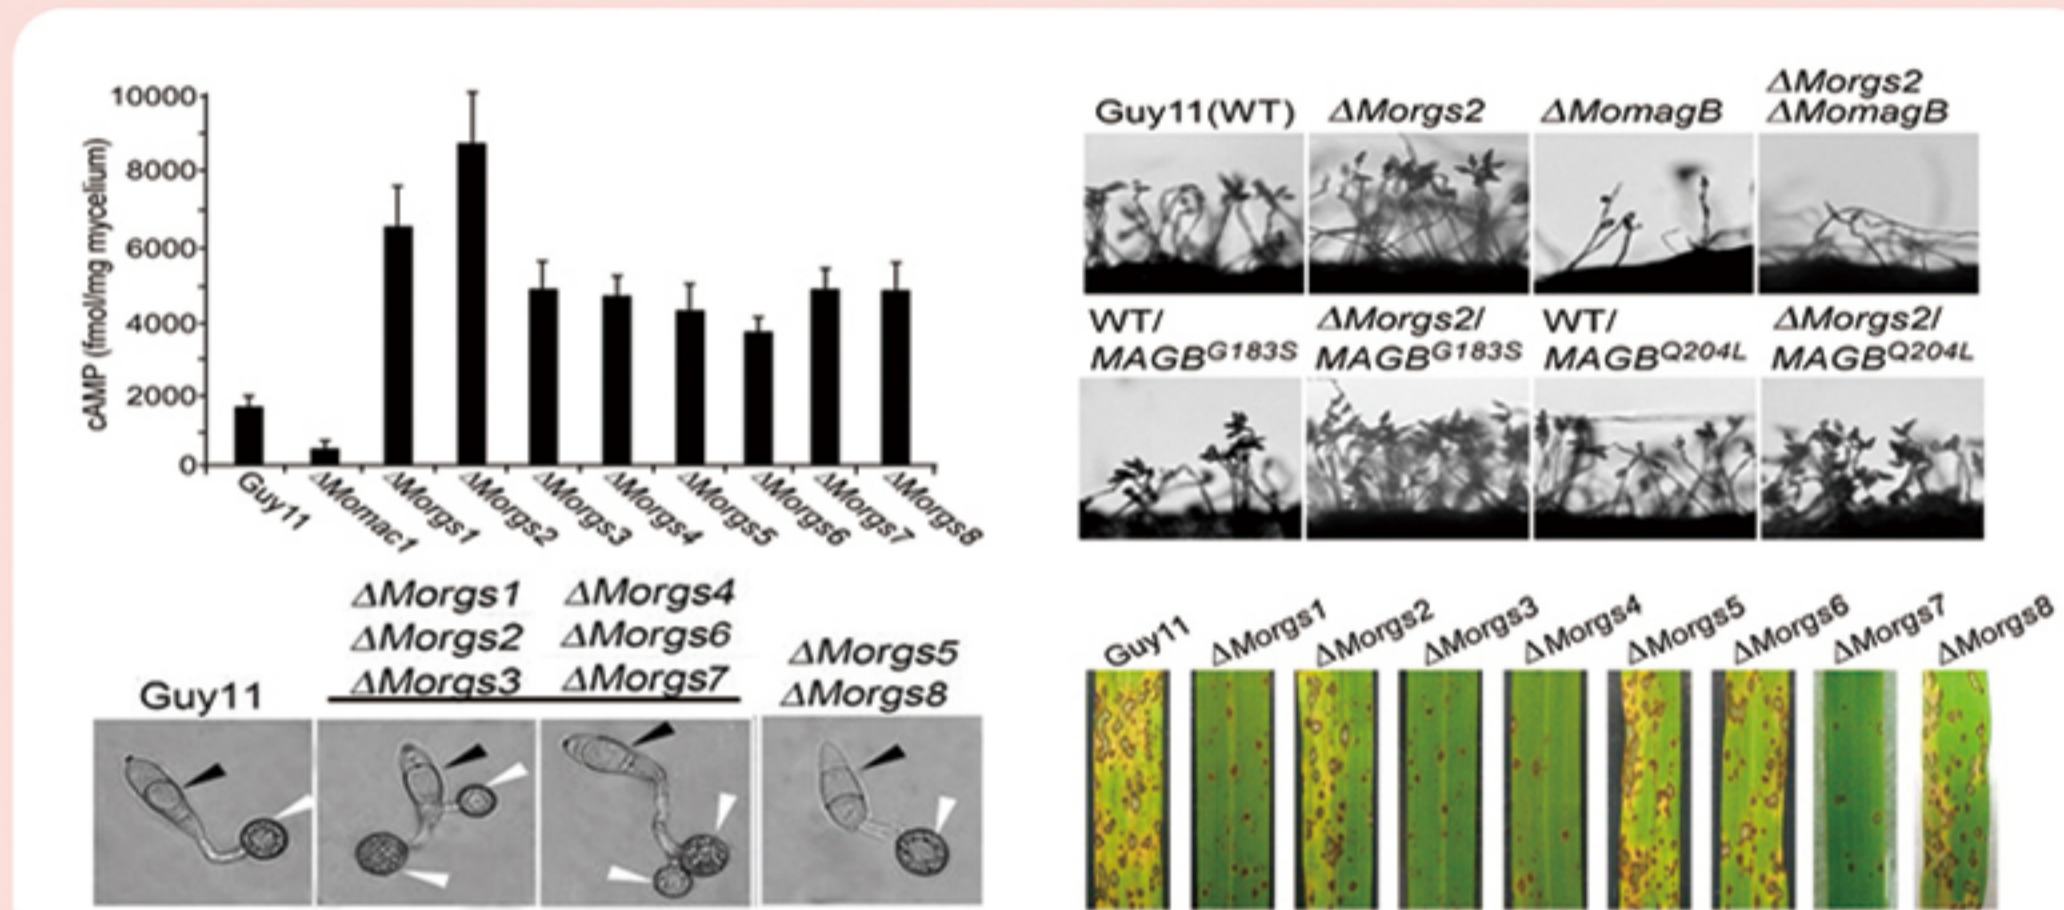 10000
8000
6000
4000
2000
0
cAMP (fmol/mg mycelium)
Guy11
ΔMomac1
ΔMorgs1
ΔMorgs2
ΔMorgs3
ΔMorgs4
ΔMorgs5
ΔMorgs6
ΔMorgs7
ΔMorgs8
Guy11(WT)
ΔMorgs2
ΔMomagB
ΔMorgs2
ΔMomagB
WT/
MAGBG183S
ΔMorgs2/
MAGBG183S
WT/
MAGBQ204L
ΔMorgs2/
MAGBQ204L
Guy11
ΔMorgs1
ΔMorgs2
ΔMorgs3
ΔMorgs4
ΔMorgs6
ΔMorgs7
ΔMorgs5
ΔMorgs8
Guy11
ΔMorgs1
ΔMorgs2
ΔMorgs3
ΔMorgs4
ΔMorgs5
ΔMorgs6
ΔMorgs7
ΔMorgs8